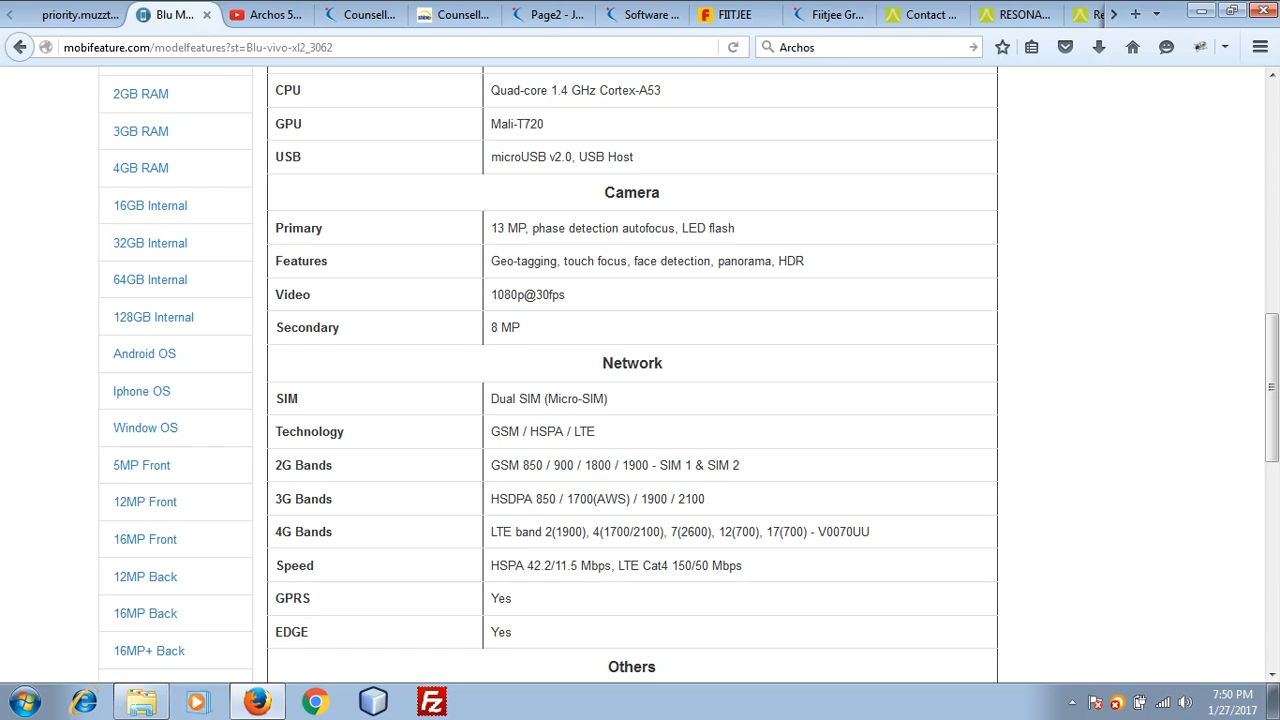 priority.muzzt...
Blu M...
Archos 5...
Counsell...
Counsell...
Page2 - J...
Software ...
FIITJEE
Fiitjee Gr...
Contact ...
RESONA...
mobifeature.com/modelfeatures?st=Blu-vivo-xl2_3062
Archos
2GB RAM
3GB RAM
4GB RAM
16GB Internal
32GB Internal
64GB Internal
128GB Internal
Android OS
Iphone OS
Window OS
5MP Front
12MP Front
16MP Front
12MP Back
16MP Back
16MP+ Back
CPU Quad-core 1.4 GHz Cortex-A53
GPU Mali-T720
USB microUSB v2.0, USB Host
Camera
Primary 13 MP, phase detection autofocus, LED flash
Features Geo-tagging, touch focus, face detection, panorama, HDR
Video 1080p@30fps
Secondary 8 MP
Network
SIM Dual SIM (Micro-SIM)
Technology GSM / HSPA / LTE
2G Bands GSM 850 / 900 / 1800 / 1900 - SIM 1 & SIM 2
3G Bands HSDPA 850 / 1700(AWS) / 1900 / 2100
4G Bands LTE band 2(1900), 4(1700/2100), 7(2600), 12(700), 17(700) - V0070UU
Speed HSPA 42.2/11.5 Mbps, LTE Cat4 150/50 Mbps
GPRS Yes
EDGE Yes
Others
7:50 PM
1/27/2017